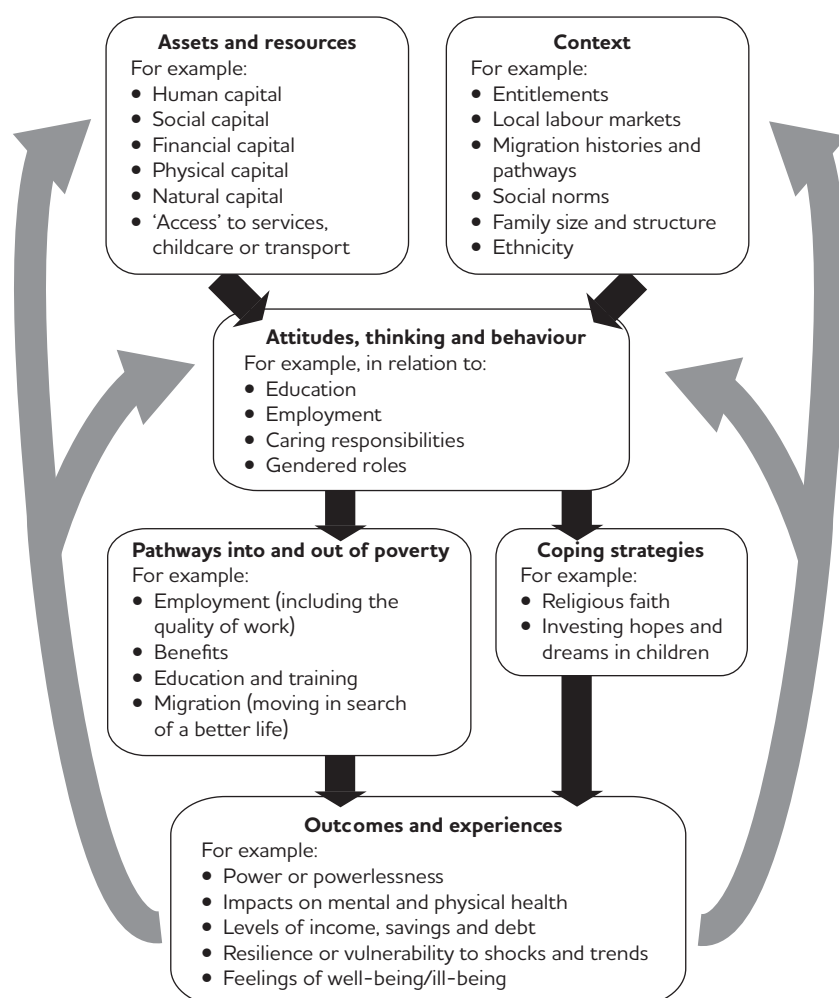 Assets and resources
For example:
• Human capital
• Social capital
• Financial capital
• Physical capital
• Natural capital
• ‘Access’ to services,
childcare or transport
Context
For example:
• Entitlements
• Local labour markets
• Migration histories and
pathways
• Social norms
• Family size and structure
• Ethnicity
Attitudes, thinking and behaviour
For example, in relation to:
• Education
• Employment
• Caring responsibilities
• Gendered roles
Pathways into and out of poverty
For example:
• Employment (including the
quality of work)
• Benefits
• Education and training
• Migration (moving in search
of a better life)
Coping strategies
For example:
• Religious faith
• Investing hopes and
dreams in children
Outcomes and experiences
For example:
• Power or powerlessness
• Impacts on mental and physical health
• Levels of income, savings and debt
• Resilience or vulnerability to shocks and trends
• Feelings of well-being/ill-being